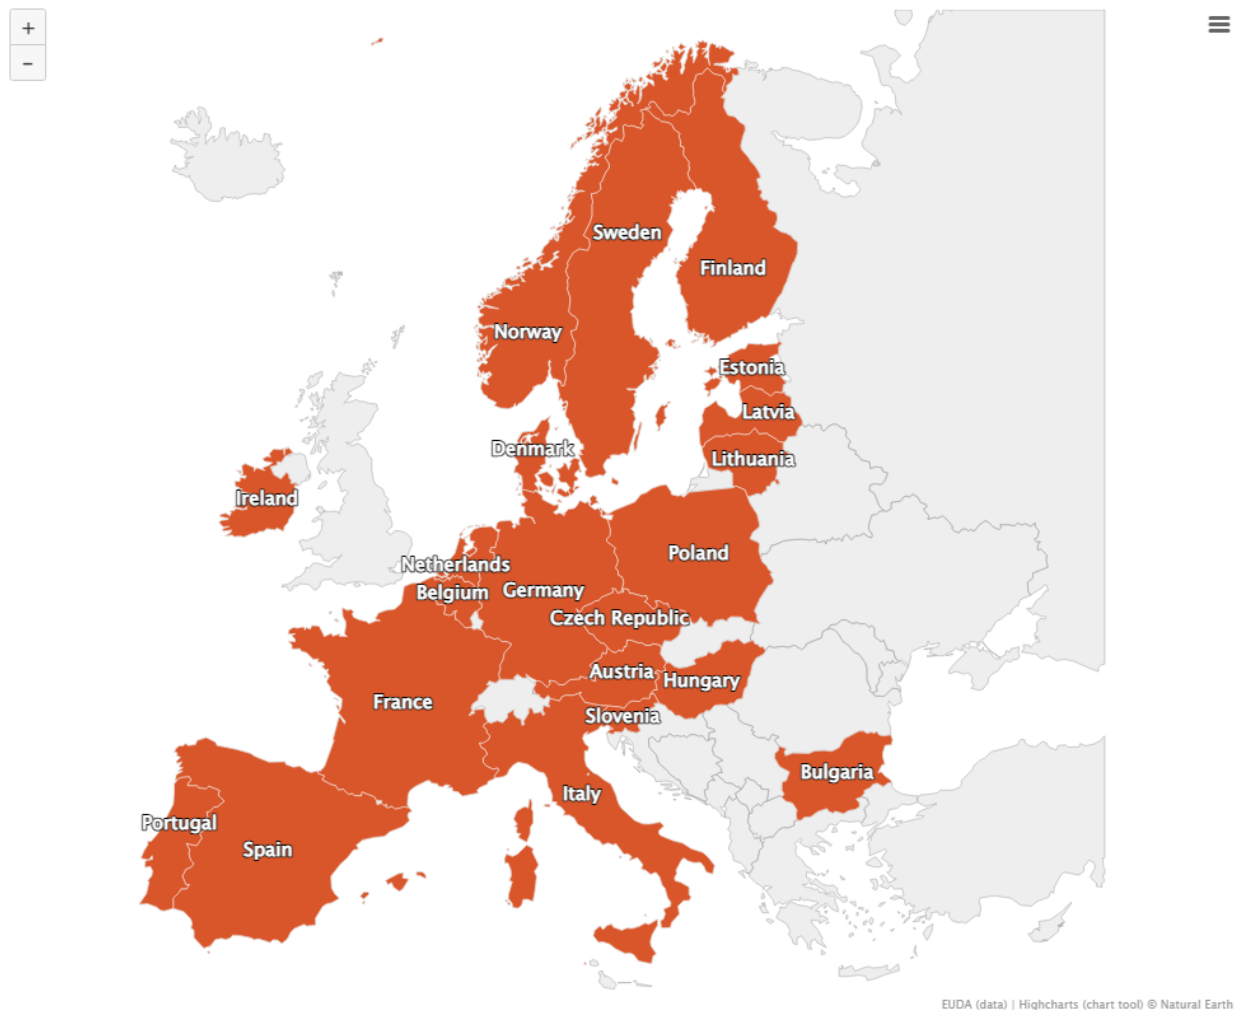 +
−
Sweden
Finland
Norway
Estonia
Latvia
Denmark
Lithuania
Ireland
Poland
Netherlands
Germany
Belgium
Czech Republic
Austria
Hungary
France
Slovenia
Bulgaria
Italy
Portugal
Spain
EUDA (data) | Highcharts (chart tool) © Natural Earth